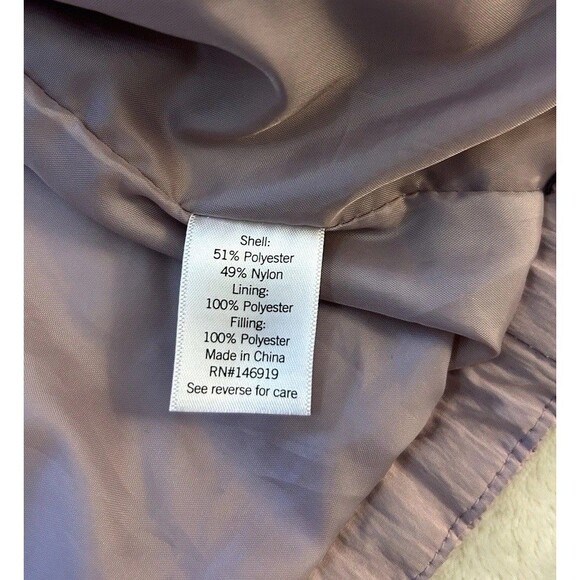 Shell:
51% Polyester
49% Nylon
Lining:
100% Polyester
Filling:
100% Polyester
Made in China
RN#146919
See reverse for care